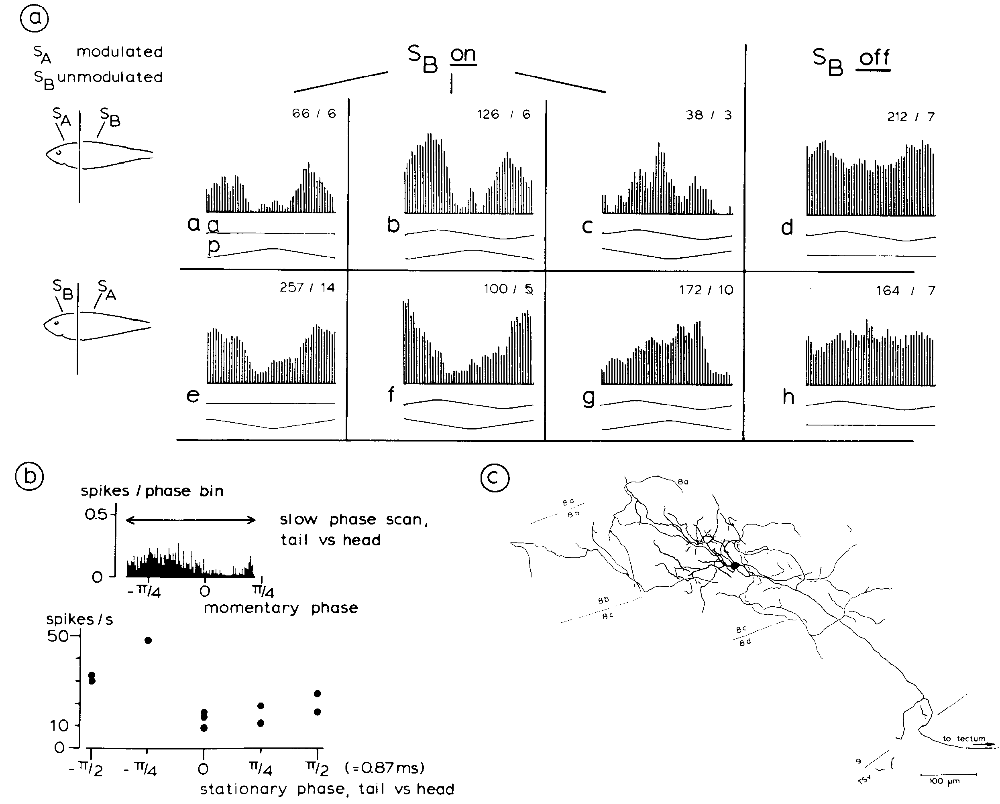 a
S_A modulated
S_B unmodulated
S_B on
S_B off
S_A S_B
66 / 6
126 / 6
38 / 3
212 / 7
a a
p
b
c
d
S_B S_A
257 / 14
100 / 5
172 / 10
164 / 7
e
f
g
h
b
spikes / phase bin
0.5
slow phase scan,
tail vs head
0
-π/4 0 π/4
momentary phase
spikes/s
50
10
0
-π/2 -π/4 0 π/4 π/2 (=0.87ms)
stationary phase, tail vs head
c
8a
8a
8b
8b
8c
8c
8d
to tectum
9
TSv
100 µm